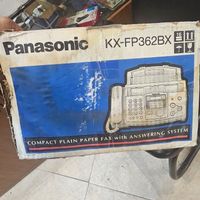 Panasonic KX-FP362BX
COMPACT PLAIN PAPER FAX with ANSWERING SYSTEM